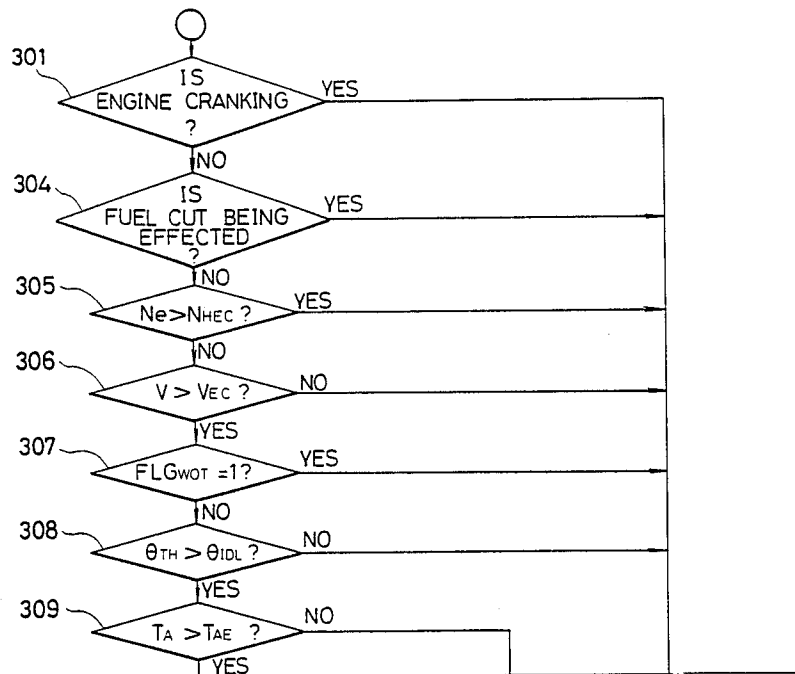 301
IS
ENGINE CRANKING
?
YES
NO
304
IS
FUEL CUT BEING
EFFECTED
?
YES
NO
305
Ne>NHEC ?
YES
NO
306
V > VEC ?
NO
YES
307
FLGWOT =1?
YES
NO
308
θTH > θIDL ?
NO
YES
309
TA >TAE ?
NO
YES